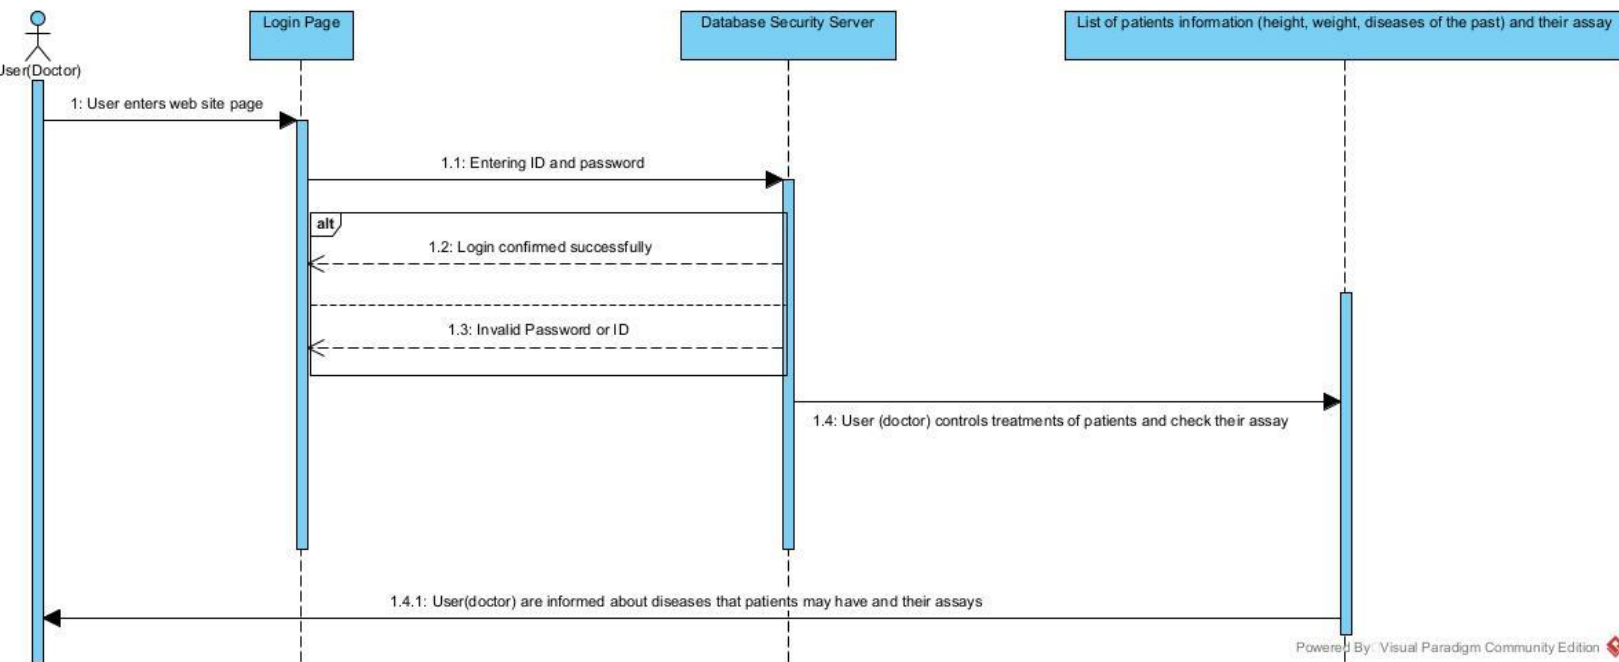 Login Page
Database Security Server
List of patients information (height, weight, diseases of the past) and their assay
User(Doctor)
1: User enters web site page
1.1: Entering ID and password
alt
1.2: Login confirmed successfully
1.3: Invalid Password or ID
1.4: User (doctor) controls treatments of patients and check their assay
1.4.1: User(doctor) are informed about diseases that patients may have and their assays
Powered By Visual Paradigm Community Edition